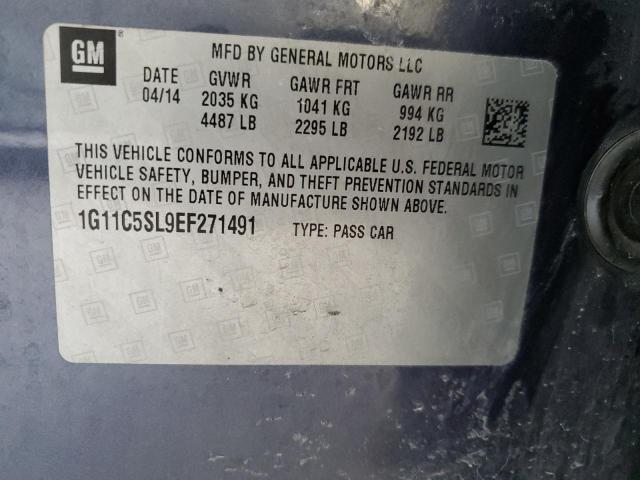 GM ® MFD BY GENERAL MOTORS LLC
DATE GVWR GAWR FRT GAWR RR
04/14 2035 KG 1041 KG 994 KG
4487 LB 2295 LB 2192 LB
THIS VEHICLE CONFORMS TO ALL APPLICABLE U.S. FEDERAL MOTOR
VEHICLE SAFETY, BUMPER, AND THEFT PREVENTION STANDARDS IN
EFFECT ON THE DATE OF MANUFACTURE SHOWN ABOVE.
1G11C5SL9EF271491 TYPE: PASS CAR